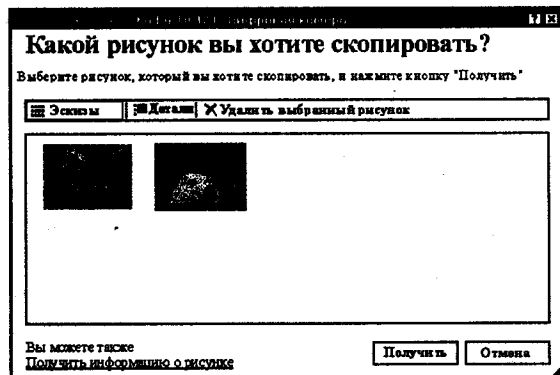 Какой рисунок вы хотите скопировать?
Выберите рисунок, который вы хотите скопировать, и нажмите кнопку "Получить"
Эскизы Детали Удалить выбранный рисунок
Вы можете также
Получить информацию о рисунке
Получить Отмена